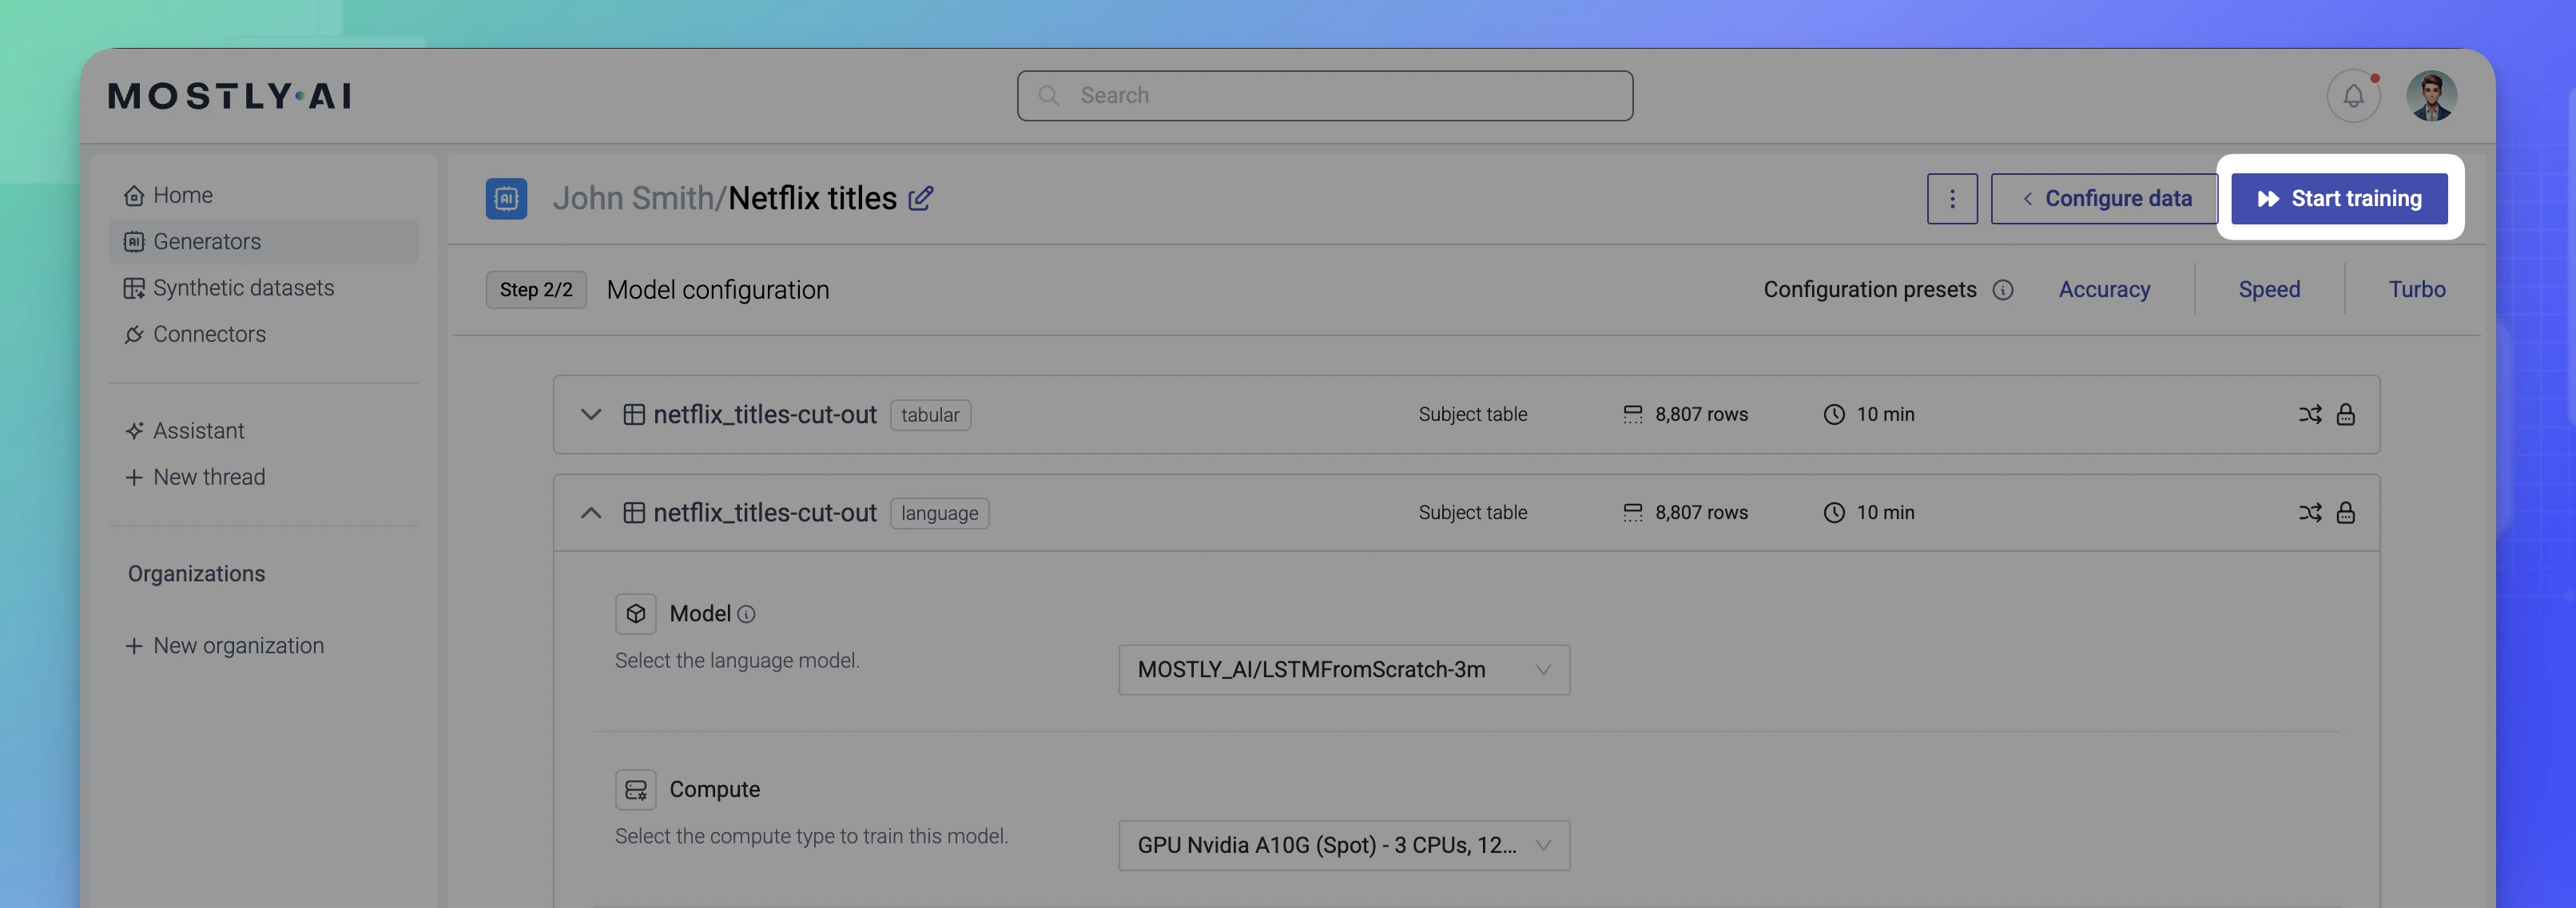 MOSTLY·AI
Search
Home
Generators
Synthetic datasets
Connectors
Assistant
New thread
Organizations
New organization
John Smith/Netflix titles
Configure data
Start training
Step 2/2
Model configuration
Configuration presets
Accuracy
Speed
Turbo
netflix_titles-cut-out
tabular
Subject table
8,807 rows
10 min
netflix_titles-cut-out
language
Subject table
8,807 rows
10 min
Model
Select the language model.
MOSTLY_AI/LSTMFromScratch-3m
Compute
Select the compute type to train this model.
GPU Nvidia A10G (Spot) - 3 CPUs, 12...